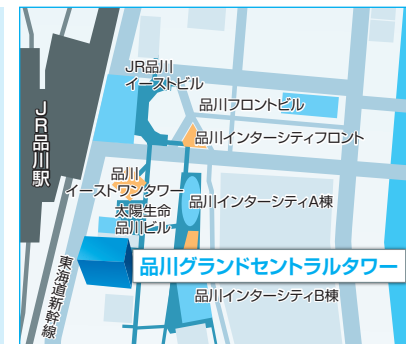 JR品川
イーストビル
品川フロントビル
JR品川駅
品川インターシティフロント
品川
イーストワンタワー
品川インターシティA棟
太陽生命
品川ビル
品川グランドセントラルタワー
東海道新幹線
品川インターシティB棟